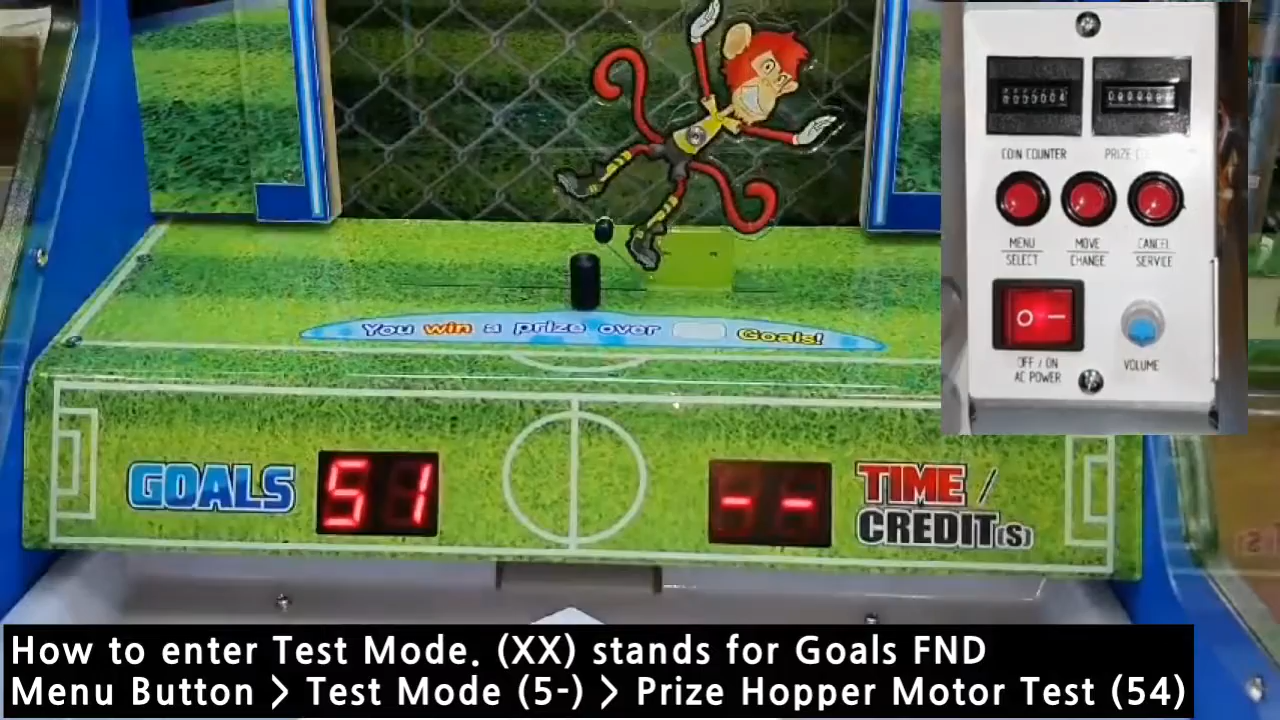 You win a prize over Goals!
GOALS
51
--
TIME /
CREDIT(S)
0000004
COIN COUNTER
MENU
SELECT
MOVE
CHANGE
CANCEL
SERVICE
OFF / ON
AC POWER
VOLUME
How to enter Test Mode. (XX) stands for Goals FND
Menu Button > Test Mode (5-) > Prize Hopper Motor Test (54)